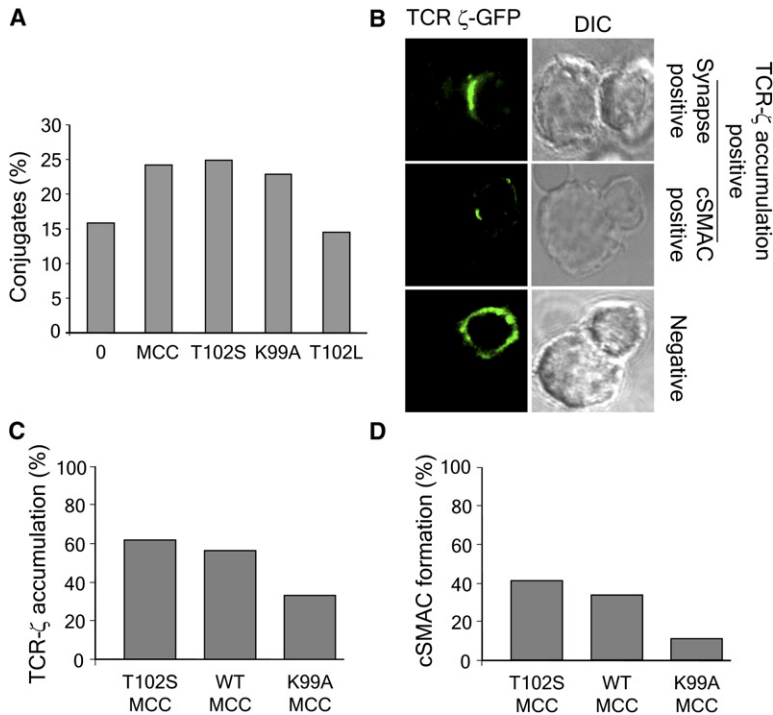 A
Conjugates (%)
30
25
20
15
10
5
0
0 MCC T102S K99A T102L
B
TCR ζ-GFP DIC
TCR-ζ accumulation
positive
Synapse
positive
cSMAC
positive
Negative
C
TCR-ζ accumulation (%)
100
80
60
40
20
0
T102S WT K99A
MCC MCC MCC
D
cSMAC formation (%)
100
80
60
40
20
0
T102S WT K99A
MCC MCC MCC